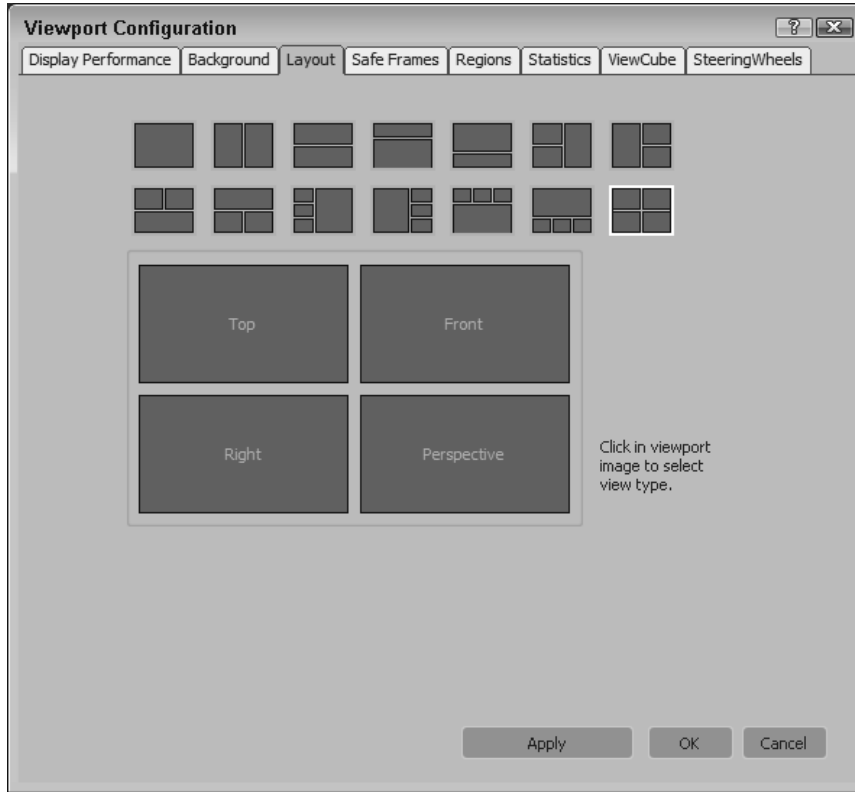 Viewport Configuration
Display Performance Background Layout Safe Frames Regions Statistics ViewCube SteeringWheels
Top Front
Right Perspective
Click in viewport
image to select
view type.
Apply OK Cancel